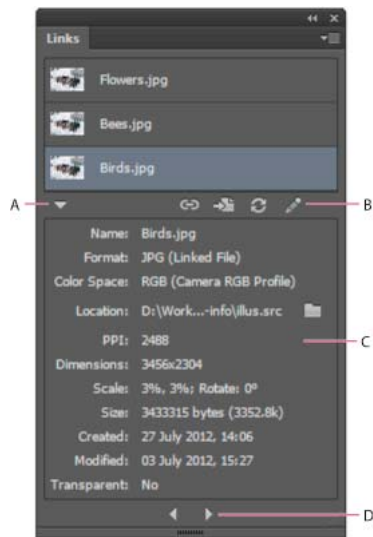 Links
Flowers.jpg
Bees.jpg
Birds.jpg
A
B
Name: Birds.jpg
Format: JPG (Linked File)
Color Space: RGB (Camera RGB Profile)
Location: D:\Work...-info\illus.src
PPI: 2488
C
Dimensions: 3456x2304
Scale: 3%, 3%; Rotate: 0°
Size: 3433315 bytes (3352.8k)
Created: 27 July 2012, 14:06
Modified: 03 July 2012, 15:27
Transparent: No
D